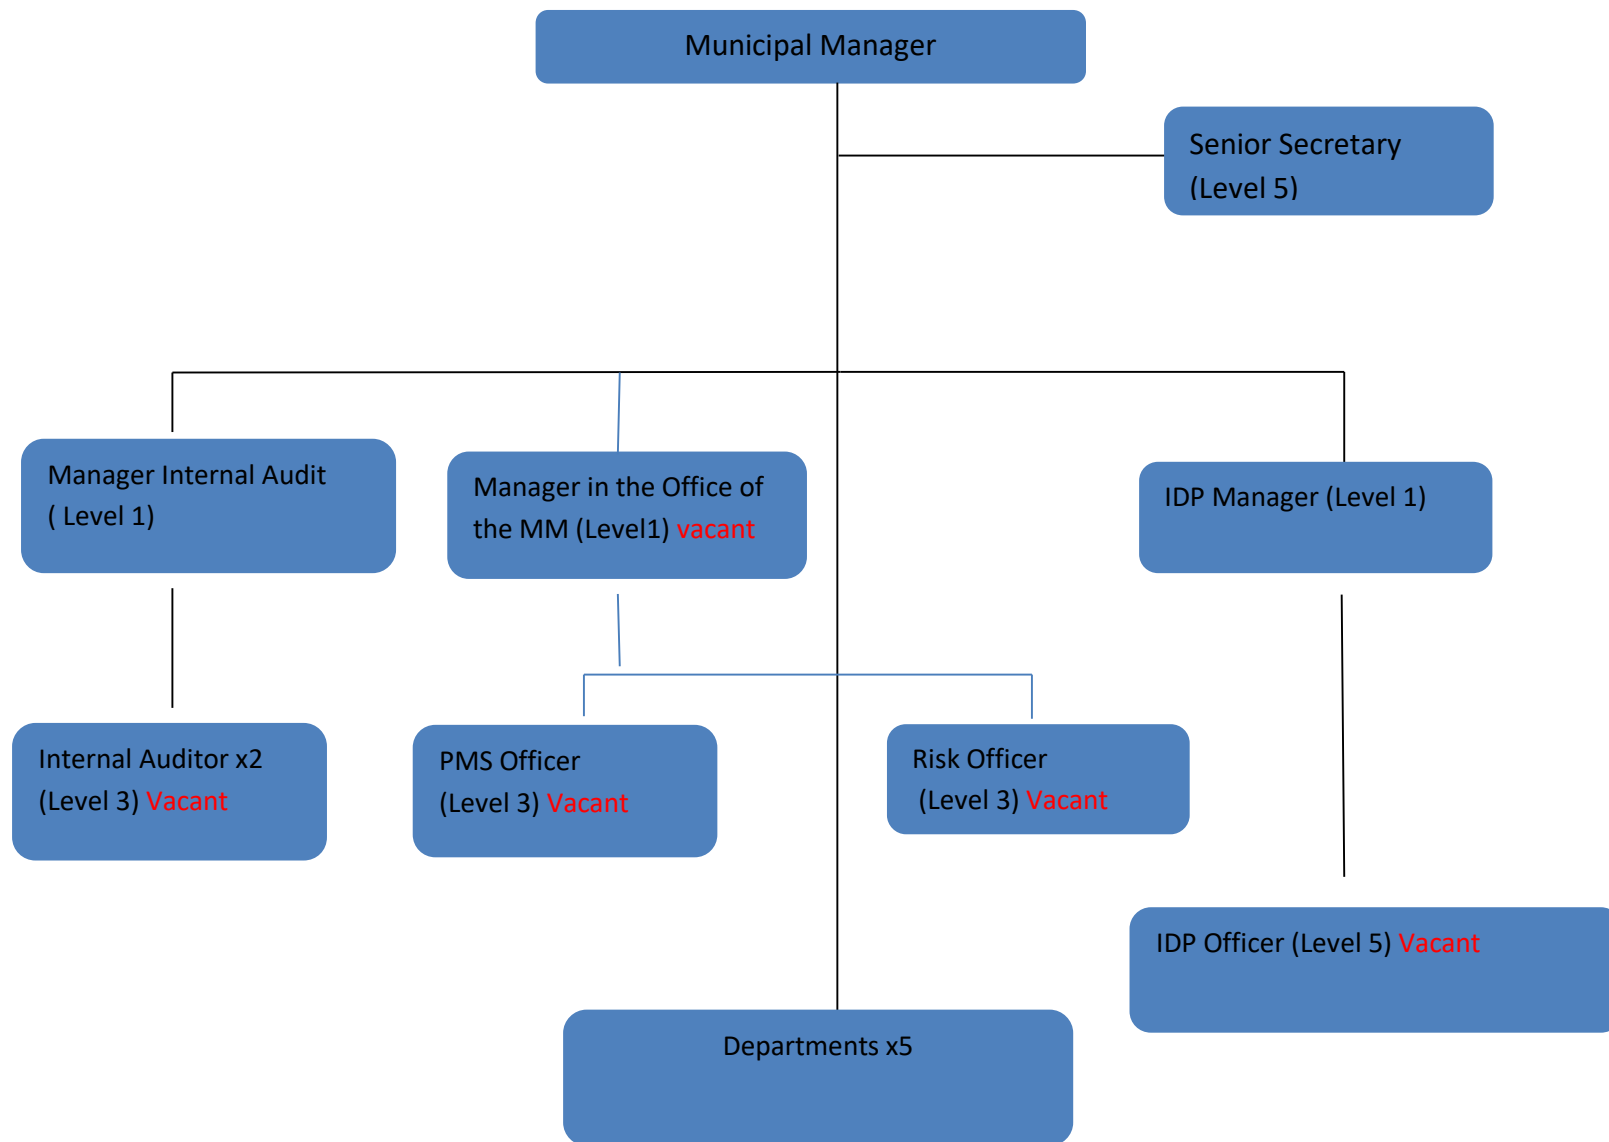 Municipal Manager
Senior Secretary
(Level 5)
Manager Internal Audit
( Level 1)
Manager in the Office of
the MM (Level1) vacant
IDP Manager (Level 1)
Internal Auditor x2
(Level 3) Vacant
PMS Officer
(Level 3) Vacant
Risk Officer
(Level 3) Vacant
IDP Officer (Level 5) Vacant
Departments x5